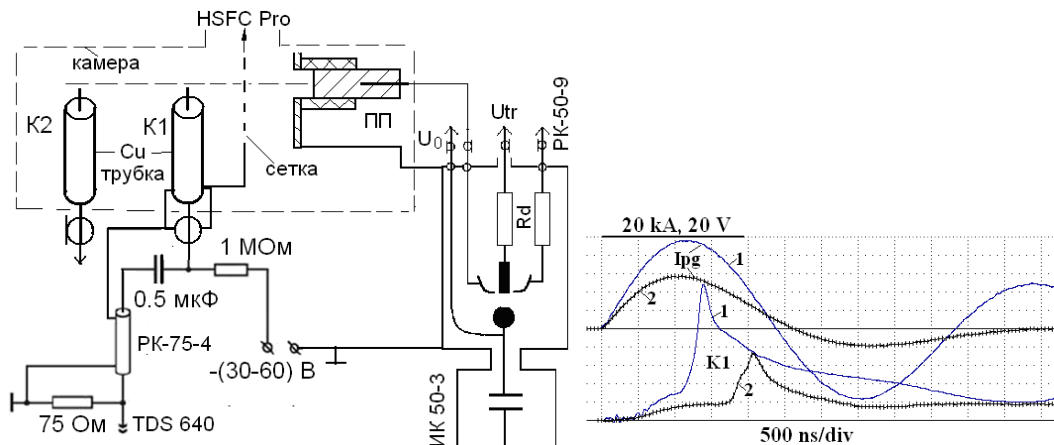 HSFC Pro
камера
К2
К1
Cu
трубка
сетка
ПП
U0
Utr
РК-50-9
Rd
1 МОм
0.5 мкФ
РК-75-4
-(30-60) В
75 Ом
TDS 640
ИК 50-3
20 kA, 20 V
Ipg
1
2
1
K1
2
500 ns/div